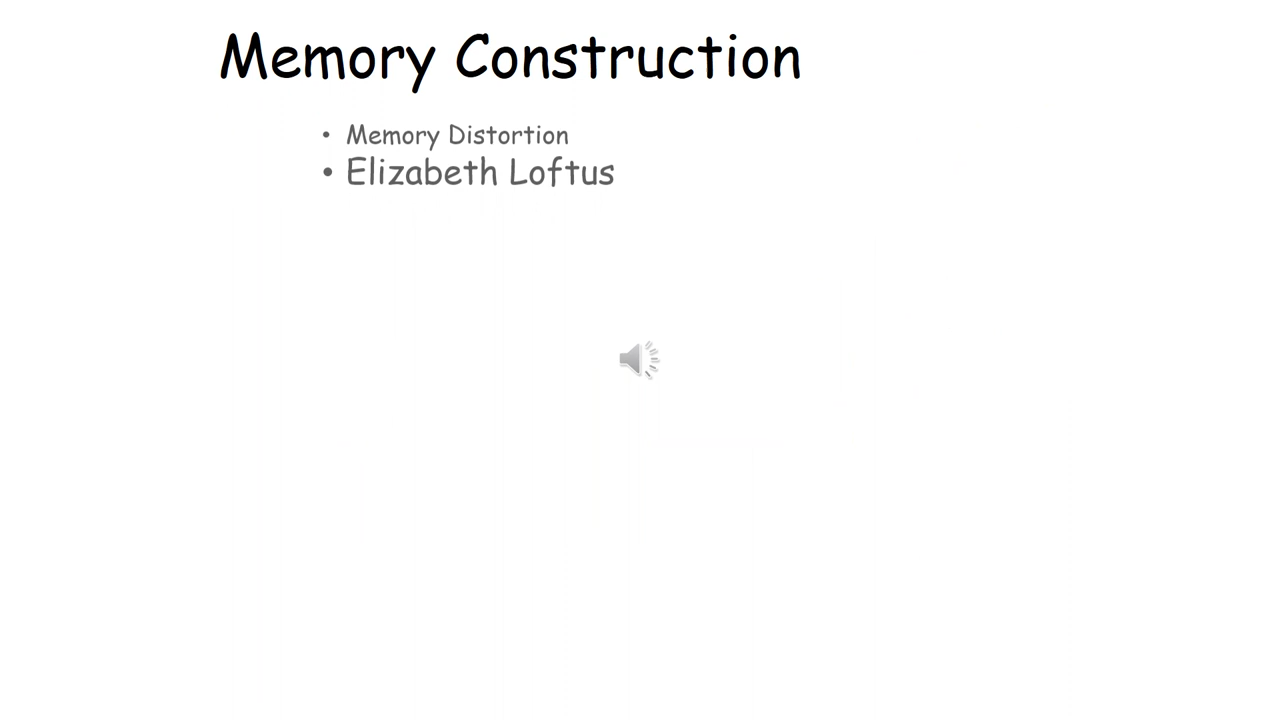 Memory Construction
• Memory Distortion
• Elizabeth Loftus